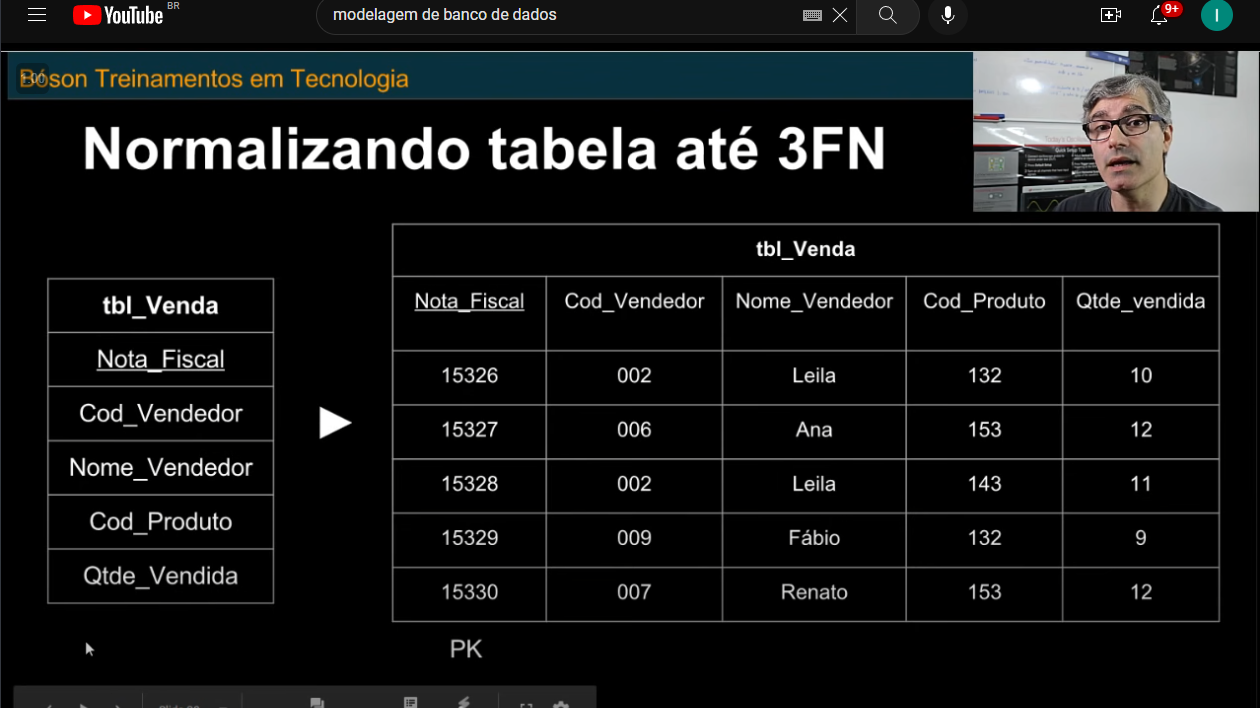 YouTube BR
modelagem de banco de dados
9+
I
Bóson Treinamentos em Tecnologia
Normalizando tabela até 3FN
tbl_Venda
Nota_Fiscal
Cod_Vendedor
Nome_Vendedor
Cod_Produto
Qtde_Vendida
tbl_Venda
Nota_Fiscal Cod_Vendedor Nome_Vendedor Cod_Produto Qtde_vendida
15326 002 Leila 132 10
15327 006 Ana 153 12
15328 002 Leila 143 11
15329 009 Fábio 132 9
15330 007 Renato 153 12
PK